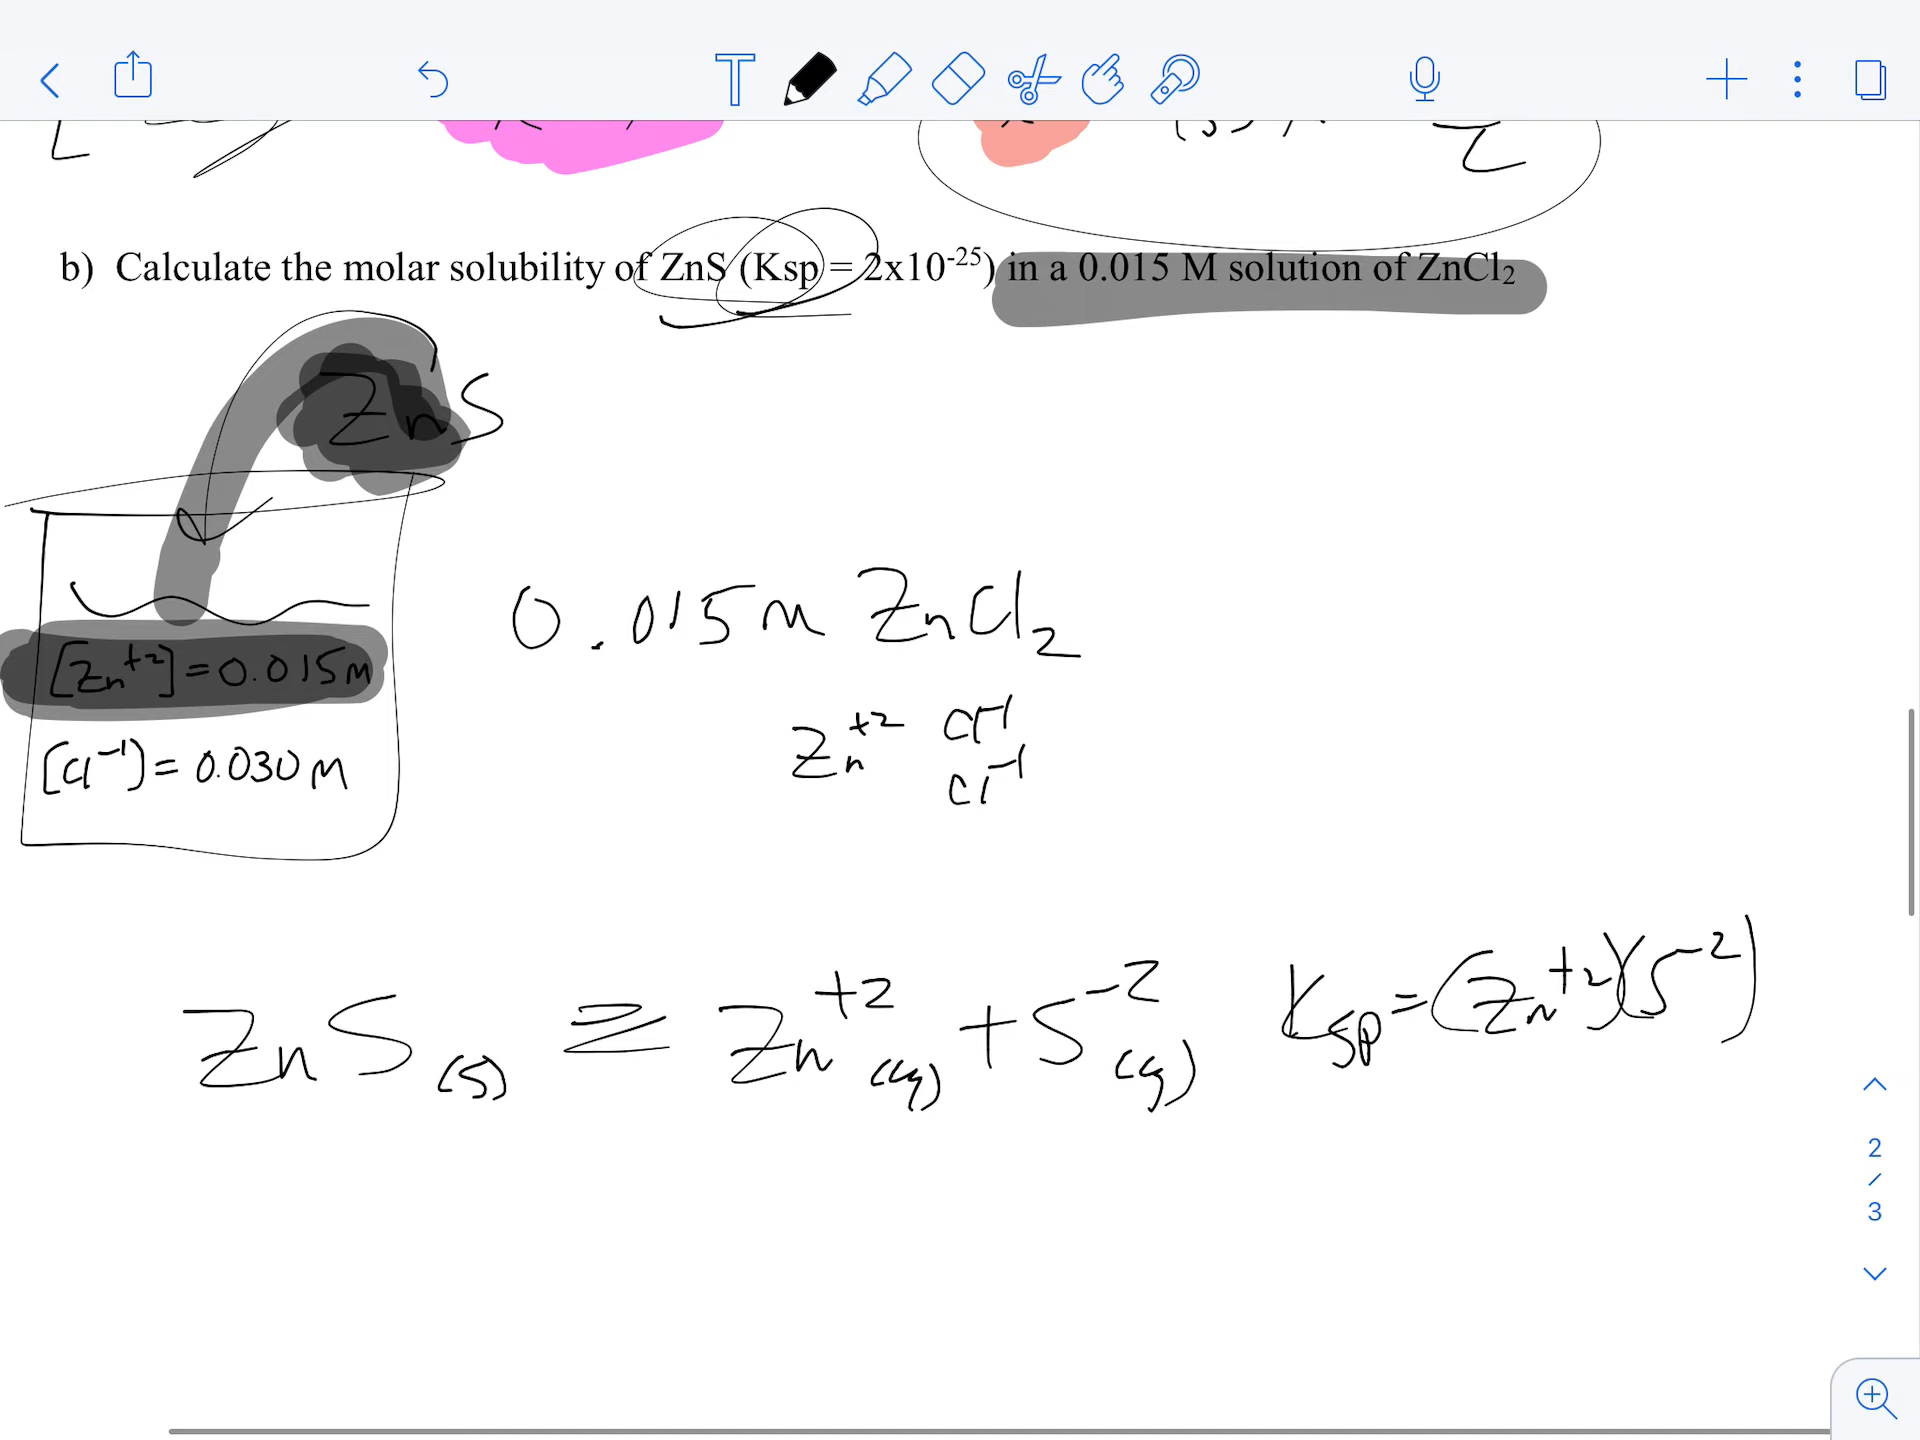 b) Calculate the molar solubility of ZnS (Ksp = 2x10⁻²⁵) in a 0.015 M solution of ZnCl₂
ZnS
0.015 M ZnCl₂
[Zn⁺²] = 0.015 M
Zn⁺² Cl⁻¹
Cl⁻¹
[Cl⁻¹] = 0.030 M
ZnS (s) ⇌ Zn⁺² (aq) + S⁻² (aq) Ksp = (Zn⁺²)(S⁻²)
2
/
3